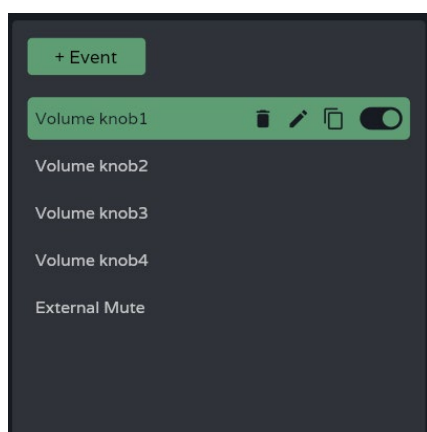 + Event
Volume knob1
Volume knob2
Volume knob3
Volume knob4
External Mute